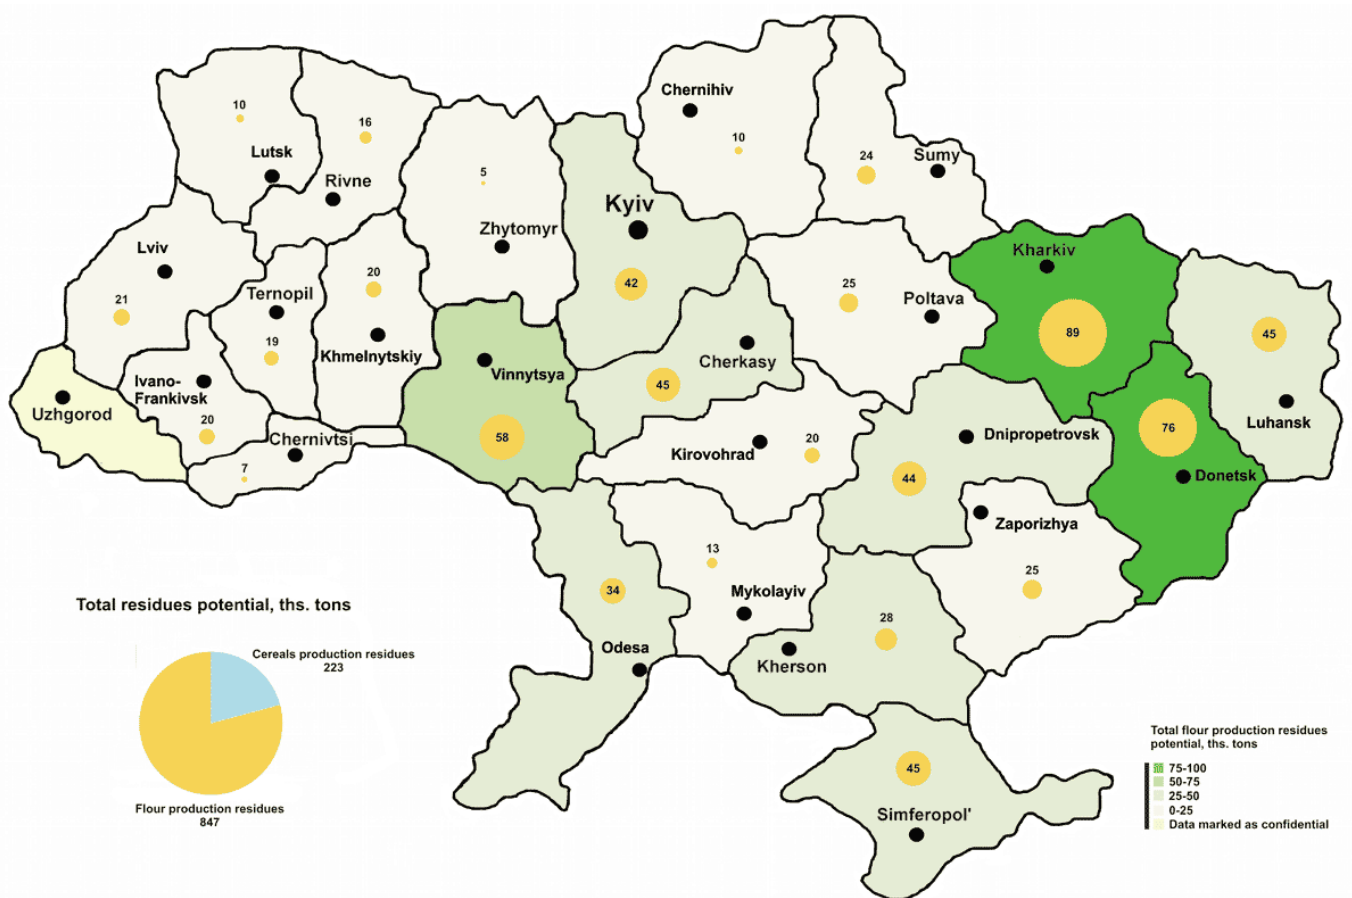 Chernihiv
10
16
10
24
Sumy
Lutsk
5
Rivne
Kyiv
Zhytomyr
Lviv
Kharkiv
20
42
25
Ternopil
Poltava
21
45
89
19
Khmelnytskiy
Cherkasy
Vinnytsya
Ivano-
Frankivsk
45
Uzhgorod
20
Luhansk
76
Chernivtsi
58
Dnipropetrovsk
20
Kirovohrad
7
44
Donetsk
Zaporizhya
13
25
34
Mykolayiv
28
Odesa
Kherson
45
Simferopol'
Total residues potential, ths. tons
Cereals production residues
223
Flour production residues
847
Total flour production residues
potential, ths. tons
75-100
50-75
25-50
0-25
Data marked as confidential